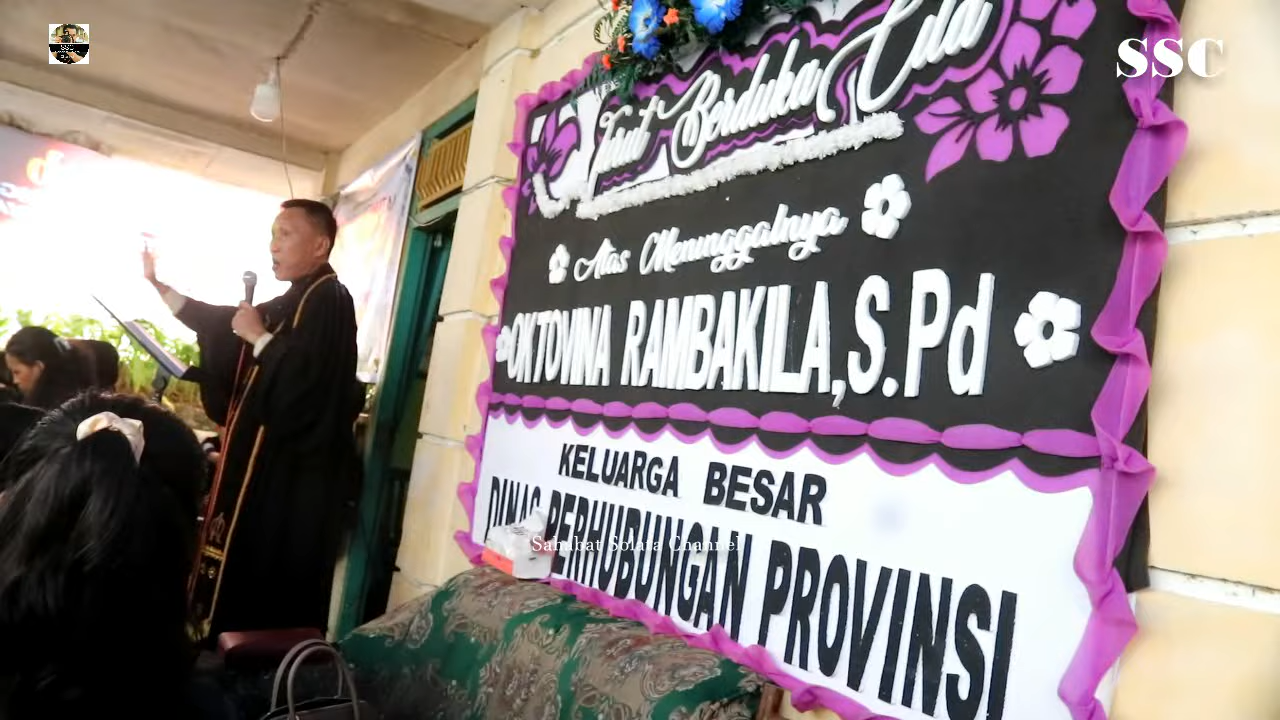 SSC
Turut Berduka Cita
Atas Meninggalnya
OKTOVINA RAMBAKILA,S.Pd
KELUARGA BESAR
DINAS PERHUBUNGAN PROVINSI
Sahabat Solata Channel